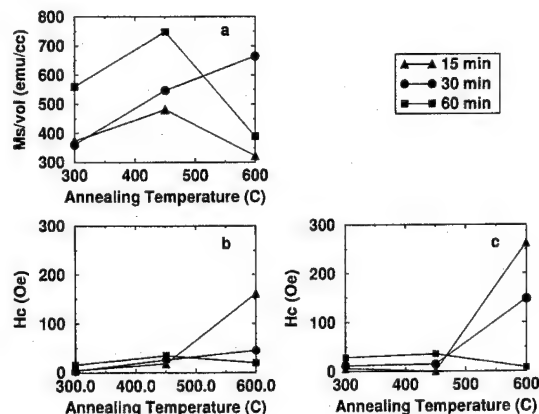 800
700
600
500
400
300
Ms/vol (emu/cc)
a
300 400 500 600
Annealing Temperature (C)
15 min
30 min
60 min
300
200
100
0
Hc (Oe)
b
300.0 400.0 500.0 600.0
Annealing Temperature (C)
300
200
100
0
Hc (Oe)
c
300 400 500 600
Annealing Temperature (C)